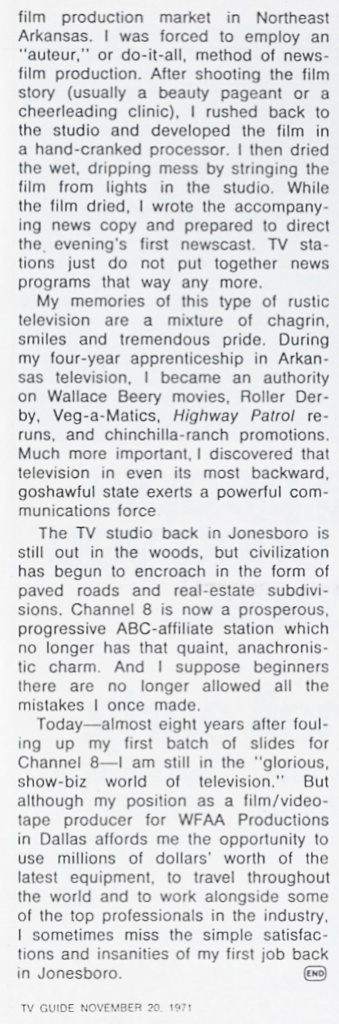 film production market in Northeast
Arkansas. I was forced to employ an
"auteur," or do-it-all, method of news-
film production. After shooting the film
story (usually a beauty pageant or a
cheerleading clinic), I rushed back to
the studio and developed the film in
a hand-cranked processor. I then dried
the wet, dripping mess by stringing the
film from lights in the studio. While
the film dried, I wrote the accompany-
ing news copy and prepared to direct
the evening's first newscast. TV sta-
tions just do not put together news
programs that way any more.
My memories of this type of rustic
television are a mixture of chagrin,
smiles and tremendous pride. During
my four-year apprenticeship in Arkan-
sas television, I became an authority
on Wallace Beery movies, Roller Der-
by, Veg-a-Matics, Highway Patrol re-
runs, and chinchilla-ranch promotions.
Much more important, I discovered that
television in even its most backward,
goshawful state exerts a powerful com-
munications force
The TV studio back in Jonesboro is
still out in the woods, but civilization
has begun to encroach in the form of
paved roads and real-estate subdivi-
sions. Channel 8 is now a prosperous,
progressive ABC-affiliate station which
no longer has that quaint, anachronis-
tic charm. And I suppose beginners
there are no longer allowed all the
mistakes I once made.
Today—almost eight years after foul-
ing up my first batch of slides for
Channel 8—I am still in the "glorious,
show-biz world of television." But
although my position as a film/video-
tape producer for WFAA Productions
in Dallas affords me the opportunity to
use millions of dollars' worth of the
latest equipment, to travel throughout
the world and to work alongside some
of the top professionals in the industry,
I sometimes miss the simple satisfac-
tions and insanities of my first job back
in Jonesboro. END
TV GUIDE NOVEMBER 20, 1971